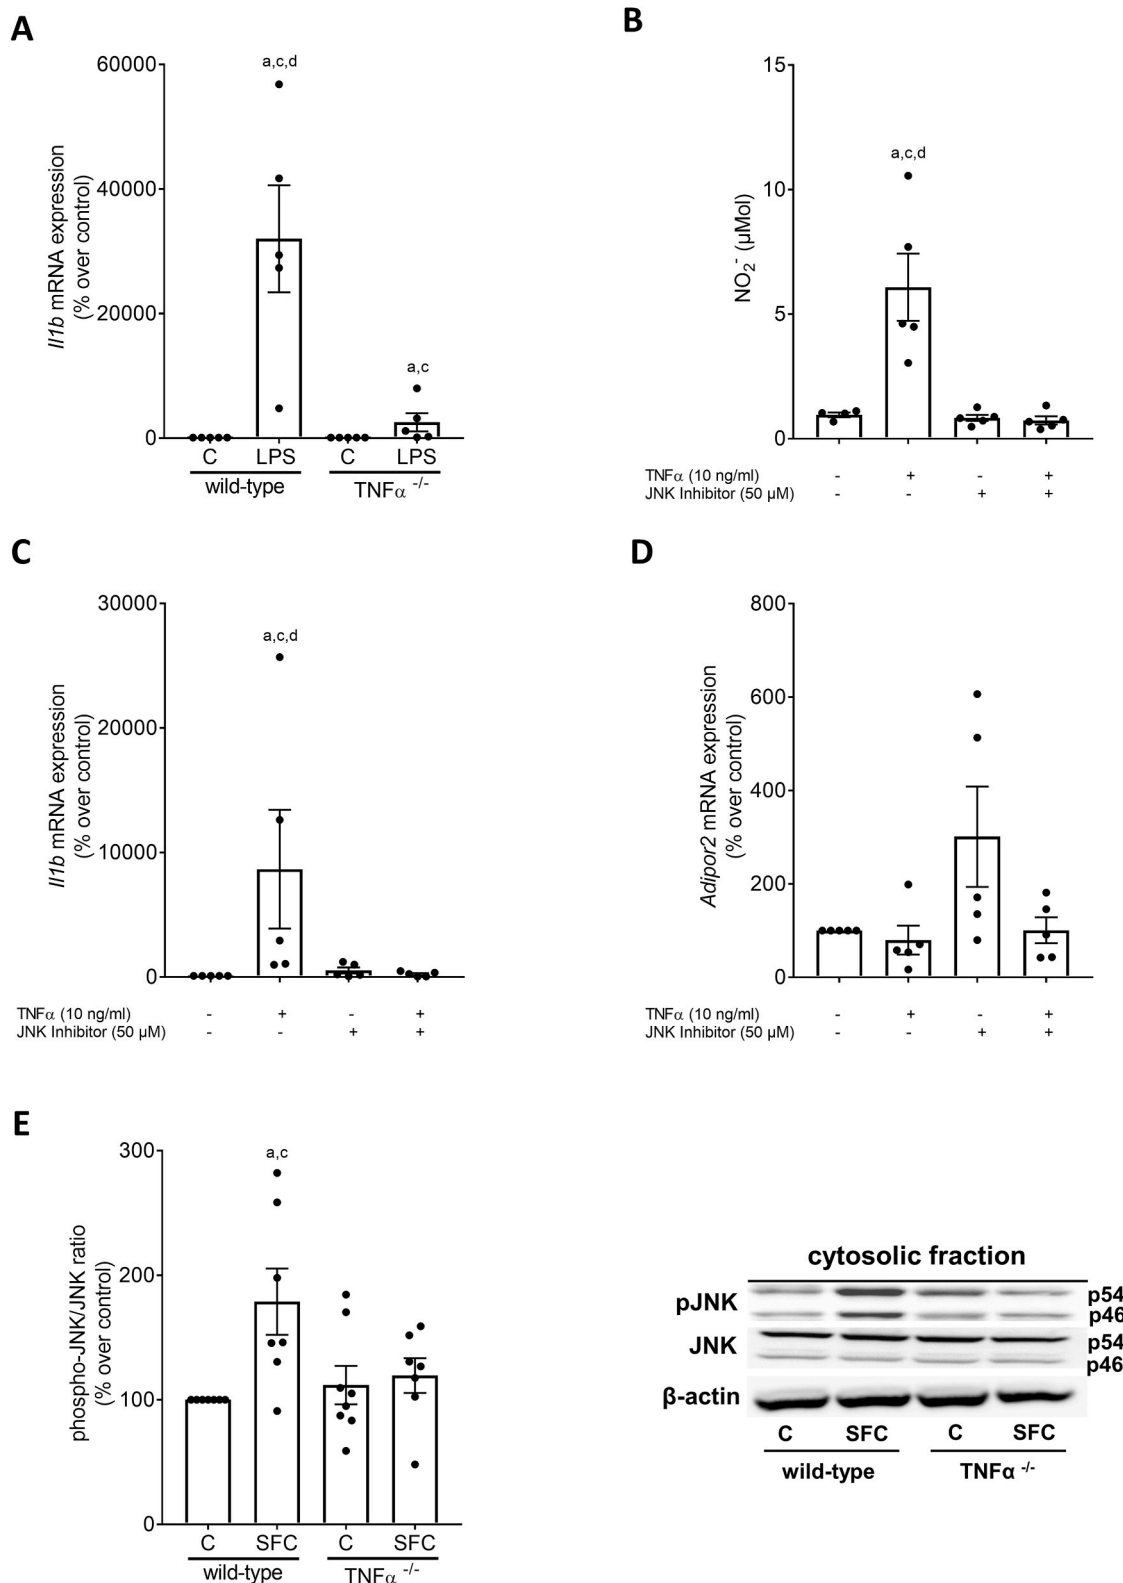 A
Il1b mRNA expression
(% over control)
60000
40000
20000
0
a,c,d
a,c
C LPS C LPS
wild-type TNFα -/-
B
NO2- (µMol)
15
10
5
0
a,c,d
TNFα (10 ng/ml) - + - +
JNK Inhibitor (50 µM) - - + +
C
Il1b mRNA expression
(% over control)
30000
20000
10000
0
a,c,d
TNFα (10 ng/ml) - + - +
JNK Inhibitor (50 µM) - - + +
D
Adipor2 mRNA expression
(% over control)
800
600
400
200
0
TNFα (10 ng/ml) - + - +
JNK Inhibitor (50 µM) - - + +
E
phospho-JNK/JNK ratio
(% over control)
300
200
100
0
a,c
C SFC C SFC
wild-type TNFα -/-
cytosolic fraction
pJNK p54
p46
JNK p54
p46
β-actin
C SFC C SFC
wild-type TNFα -/-